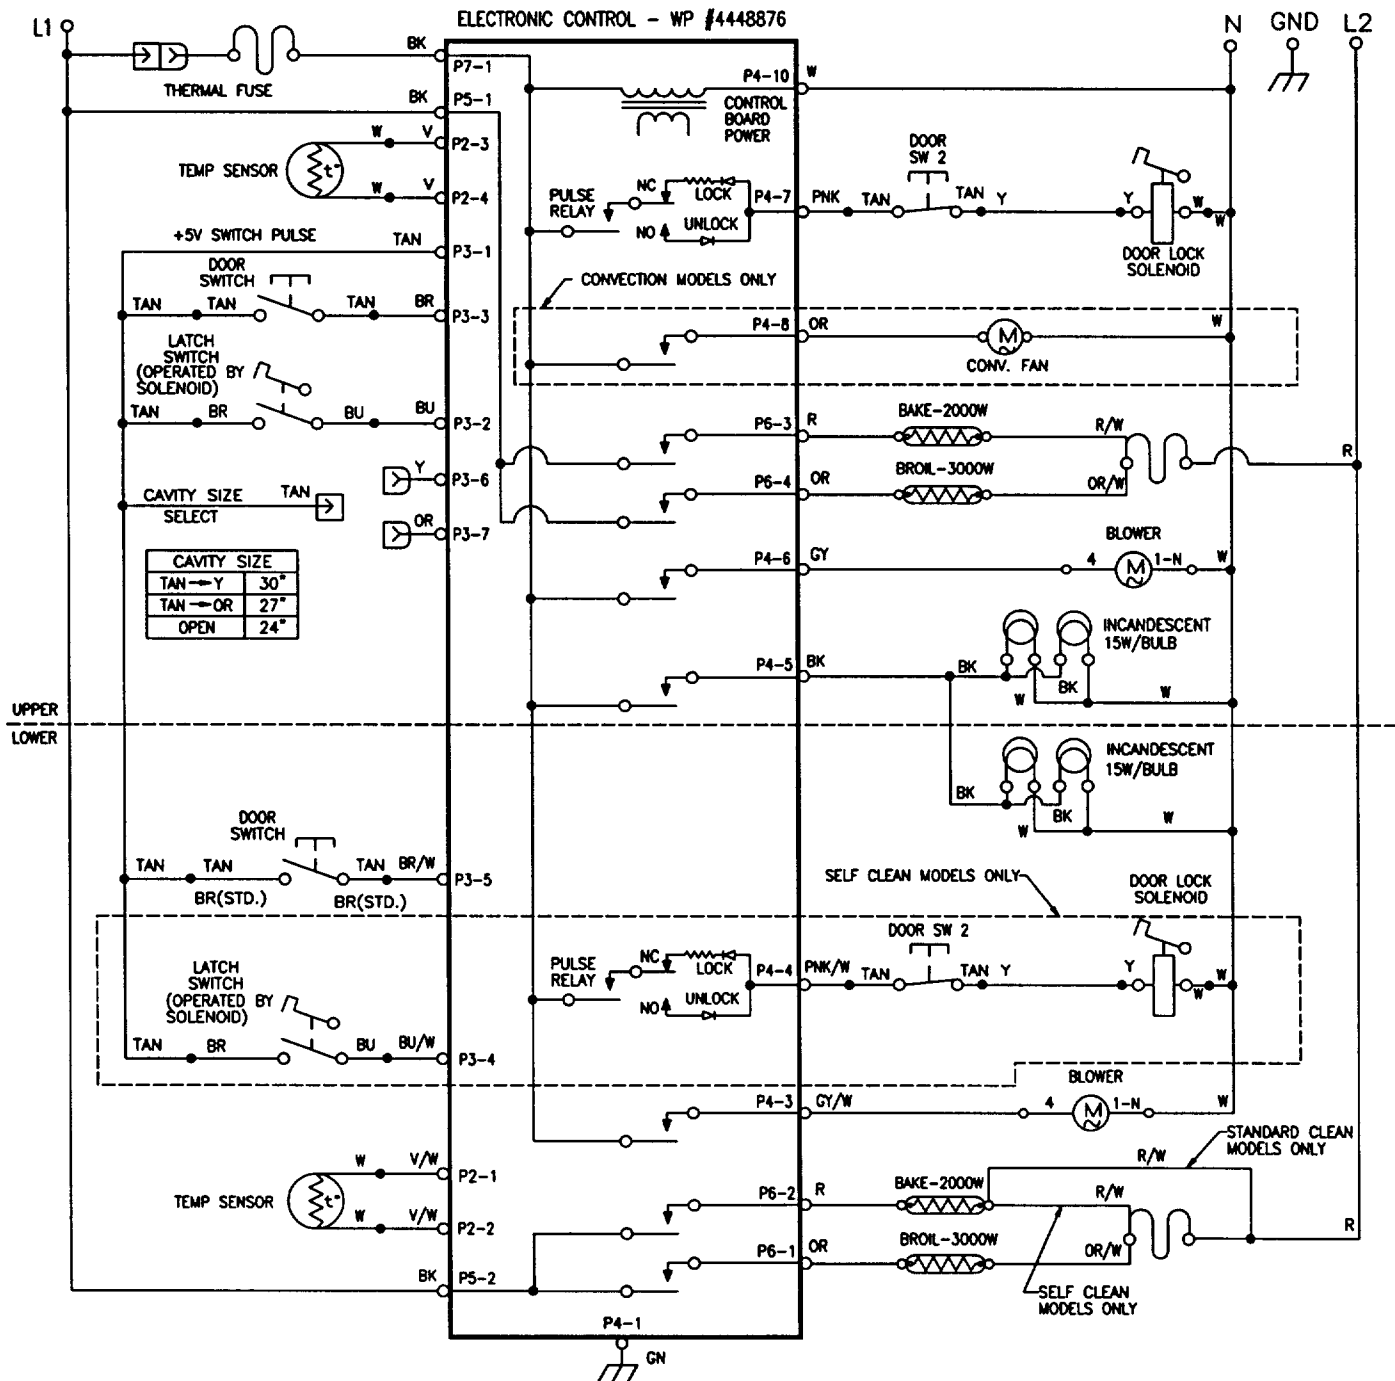 ELECTRONIC CONTROL - WP #4448876
L1
N
GND
L2
BK
P7-1
THERMAL FUSE
P4-10
W
CONTROL
BOARD
POWER
BK
P5-1
W
V
P2-3
TEMP SENSOR
t°
W
V
P2-4
DOOR
SW 2
PULSE
RELAY
NC
LOCK
NO
UNLOCK
P4-7
PNK
TAN
TAN
Y
Y
W
W
DOOR LOCK
SOLENOID
+5V SWITCH PULSE
TAN
P3-1
CONVECTION MODELS ONLY
DOOR
SWITCH
TAN
TAN
TAN
BR
P3-3
P4-8
OR
M
CONV. FAN
W
LATCH
SWITCH
(OPERATED BY
SOLENOID)
TAN
BR
BU
BU
P3-2
P6-3
R
BAKE-2000W
R/W
R
P6-4
OR
BROIL-3000W
OR/W
Y
P3-6
CAVITY SIZE
SELECT
TAN
OR
P3-7
CAVITY SIZE
TAN→Y 30"
TAN→OR 27"
OPEN 24"
P4-6
GY
BLOWER
4
M
1-N
W
INCANDESCENT
15W/BULB
P4-5
BK
BK
BK
W
W
UPPER
LOWER
INCANDESCENT
15W/BULB
BK
BK
W
W
DOOR
SWITCH
TAN
TAN
TAN
BR/W
P3-5
BR(STD.)
BR(STD.)
SELF CLEAN MODELS ONLY
DOOR LOCK
SOLENOID
DOOR SW 2
PULSE
RELAY
NC
LOCK
NO
UNLOCK
P4-4
PNK/W
TAN
TAN
Y
Y
W
W
LATCH
SWITCH
(OPERATED BY
SOLENOID)
TAN
BR
BU
BU/W
P3-4
P4-3
GY/W
BLOWER
4
M
1-N
W
STANDARD CLEAN
MODELS ONLY
R/W
W
V/W
P2-1
TEMP SENSOR
t°
W
V/W
P2-2
P6-2
R
BAKE-2000W
R/W
R
P6-1
OR
BROIL-3000W
OR/W
BK
P5-2
SELF CLEAN
MODELS ONLY
P4-1
GN